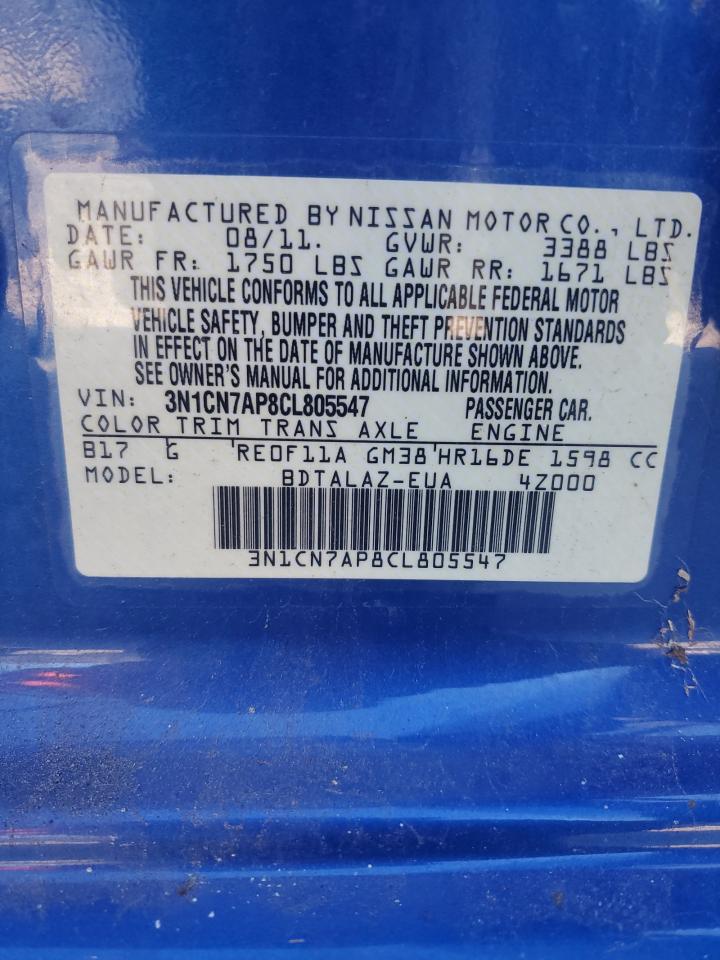 MANUFACTURED BY NISSAN MOTOR CO., LTD.
DATE: 08/11. GVWR: 3388 LBS
GAWR FR: 1750 LBS GAWR RR: 1671 LBS
THIS VEHICLE CONFORMS TO ALL APPLICABLE FEDERAL MOTOR
VEHICLE SAFETY, BUMPER AND THEFT PREVENTION STANDARDS
IN EFFECT ON THE DATE OF MANUFACTURE SHOWN ABOVE.
SEE OWNER'S MANUAL FOR ADDITIONAL INFORMATION.
VIN: 3N1CN7AP8CL805547 PASSENGER CAR.
COLOR TRIM TRANS AXLE ENGINE
B17 G RE0F11A GM38 HR16DE 1598 CC
MODEL: BDTALAZ-EUA 4Z000
3N1CN7AP8CL805547